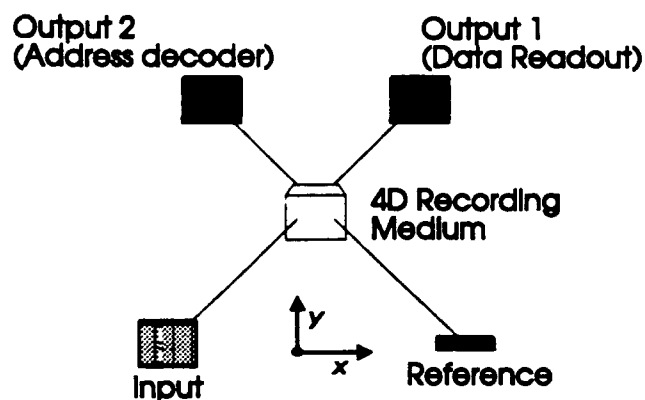 Output 2
(Address decoder)
Output 1
(Data Readout)
4D Recording
Medium
y
x
Input
Reference